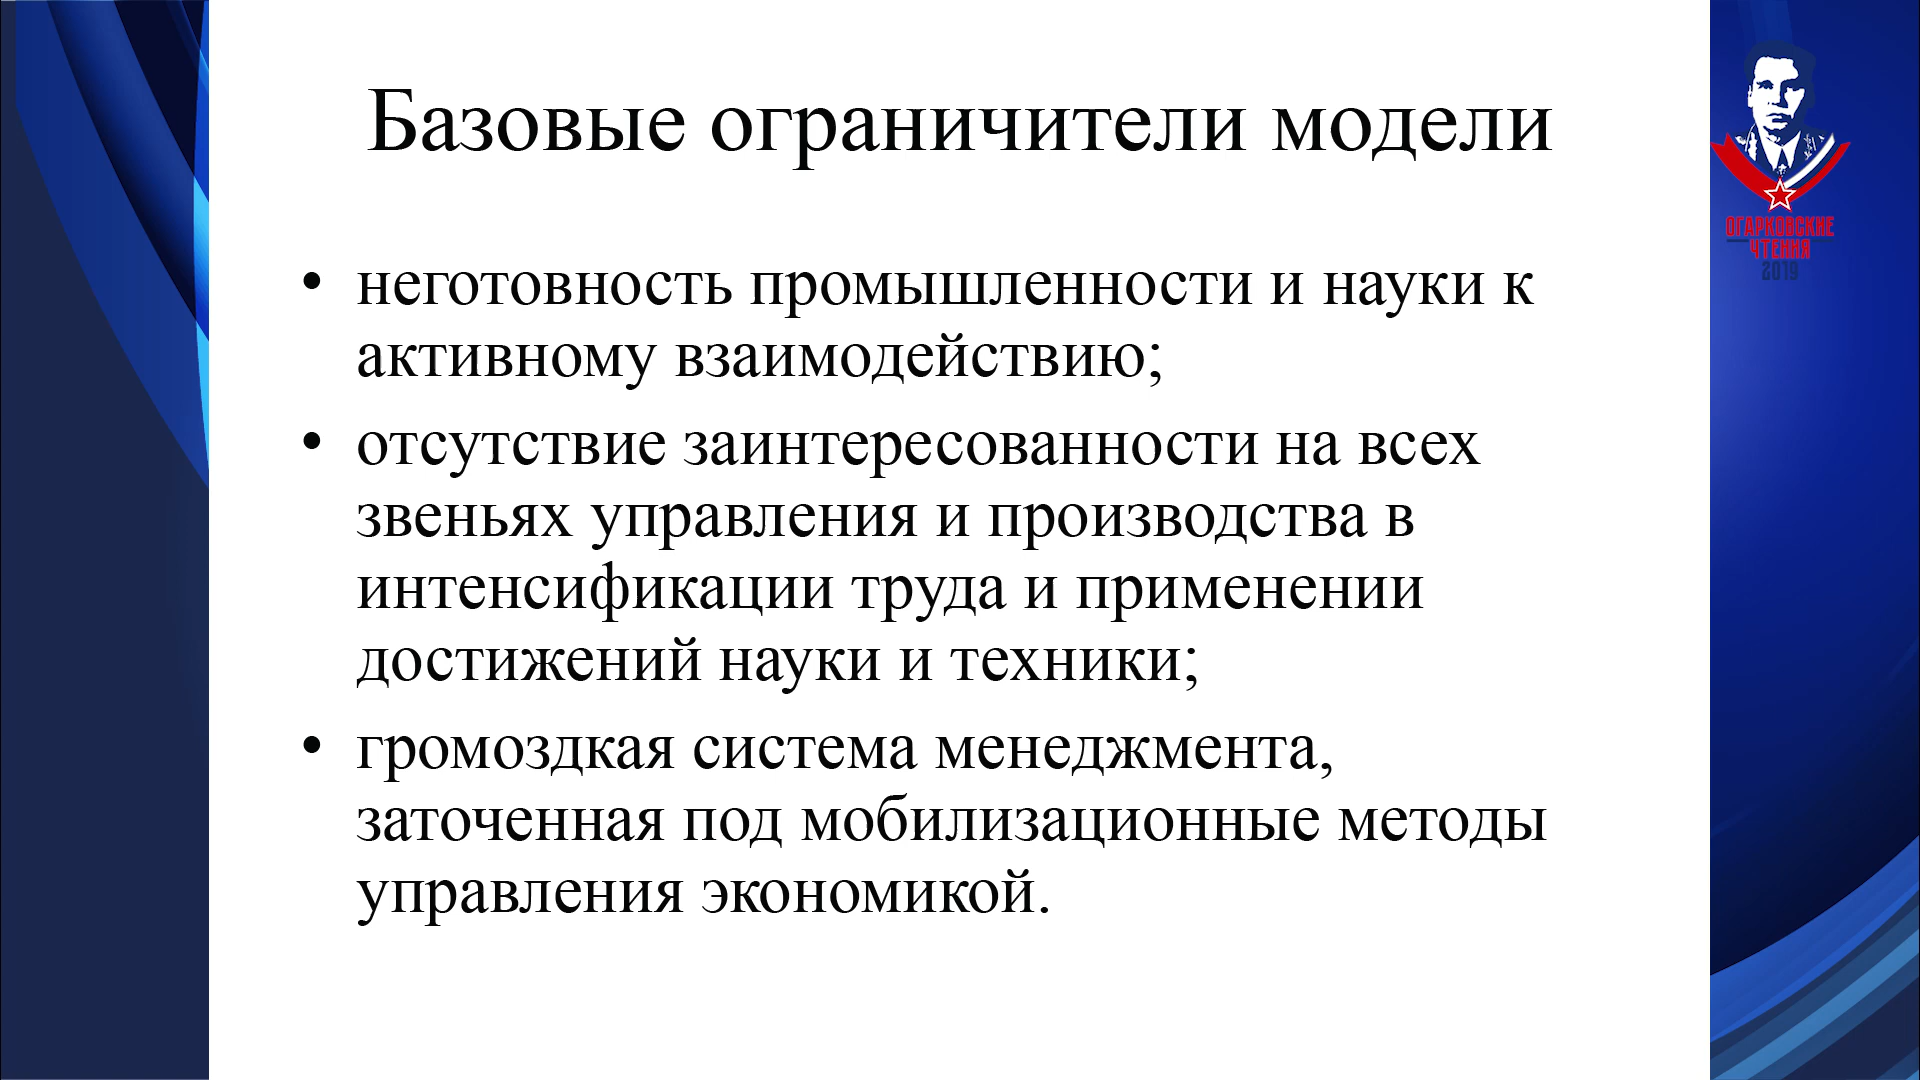 Базовые ограничители модели
• неготовность промышленности и науки к
активному взаимодействию;
• отсутствие заинтересованности на всех
звеньях управления и производства в
интенсификации труда и применении
достижений науки и техники;
• громоздкая система менеджмента,
заточенная под мобилизационные методы
управления экономикой.
ОГАРКОВСКИЕ
ЧТЕНИЯ
2019